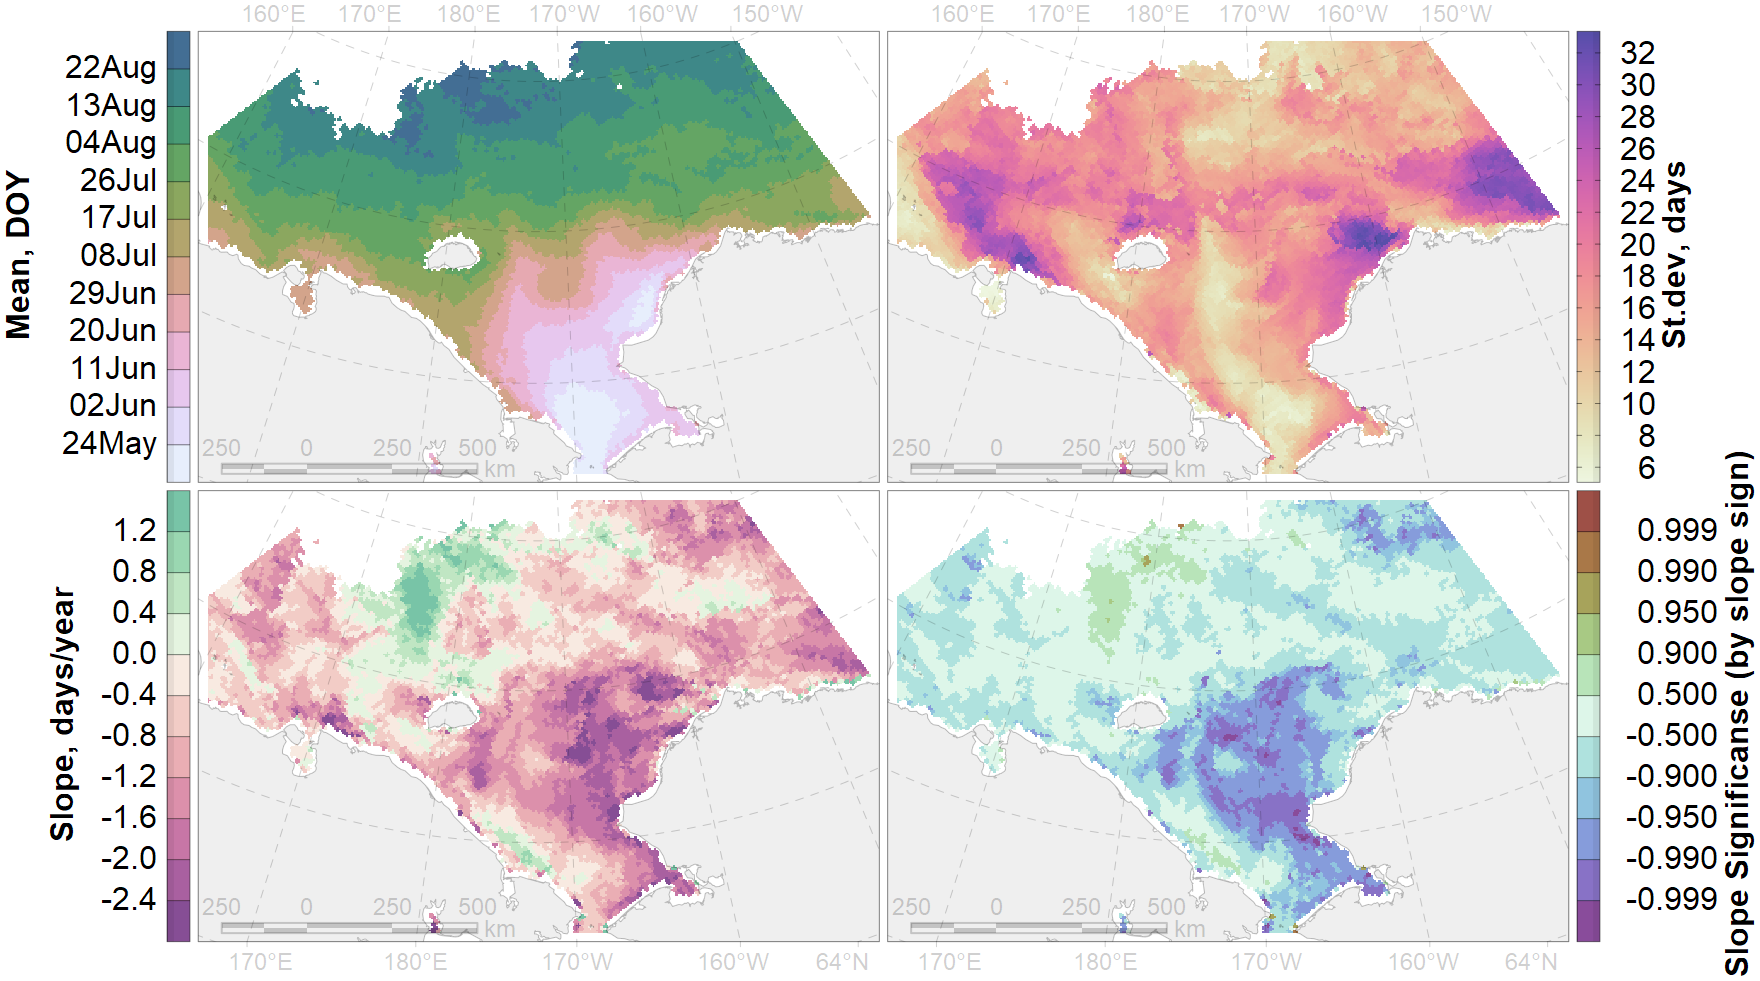 160°E 170°E 180°E 170°W 160°W 150°W
160°E 170°E 180°E 170°W 160°W 150°W
Mean, DOY
22Aug
13Aug
04Aug
26Jul
17Jul
08Jul
29Jun
20Jun
11Jun
02Jun
24May
250 0 250 500 km
250 0 250 500 km
32
30
28
26
24
22
20
18
16
14
12
10
8
6
St.dev, days
Slope, days/year
1.2
0.8
0.4
0.0
-0.4
-0.8
-1.2
-1.6
-2.0
-2.4
250 0 250 500 km
250 0 250 500 km
0.999
0.990
0.950
0.900
0.500
-0.500
-0.900
-0.950
-0.990
-0.999
Slope Significanse (by slope sign)
170°E 180°E 170°W 160°W 64°N
170°E 180°E 170°W 160°W 64°N